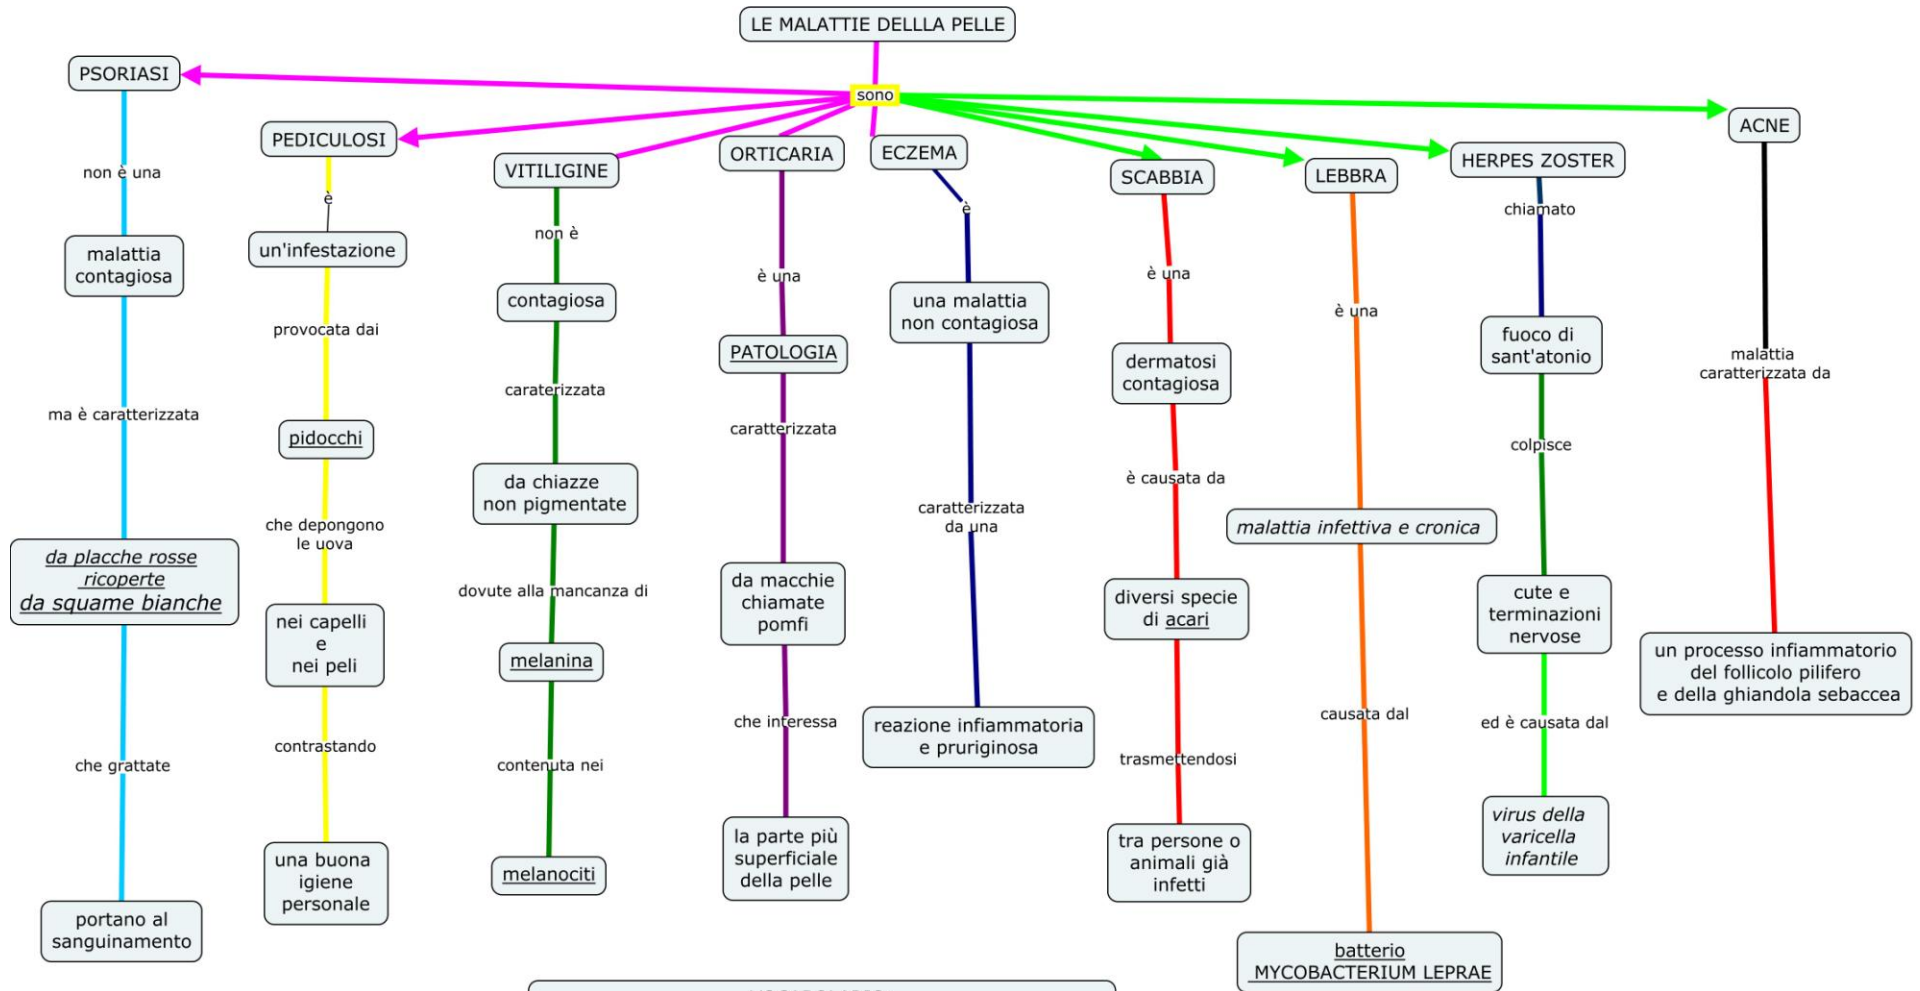 LE MALATTIE DELLLA PELLE
sono
PSORIASI
non è una
malattia
contagiosa
ma è caratterizzata
da placche rosse
ricoperte
da squame bianche
che grattate
portano al
sanguinamento
PEDICULOSI
è
un'infestazione
provocata dai
pidocchi
che depongono
le uova
nei capelli
e
nei peli
contrastando
una buona
igiene
personale
VITILIGINE
non è
contagiosa
caraterizzata
da chiazze
non pigmentate
dovute alla mancanza di
melanina
contenuta nei
melanociti
ORTICARIA
è una
PATOLOGIA
caratterizzata
da macchie
chiamate
pomfi
che interessa
la parte più
superficiale
della pelle
ECZEMA
è
una malattia
non contagiosa
caratterizzata
da una
reazione infiammatoria
e pruriginosa
SCABBIA
è una
dermatosi
contagiosa
è causata da
diversi specie
di acari
trasmettendosi
tra persone o
animali già
infetti
LEBBRA
è una
malattia infettiva e cronica
causata dal
batterio
MYCOBACTERIUM LEPRAE
HERPES ZOSTER
chiamato
fuoco di
sant'atonio
colpisce
cute e
terminazioni
nervose
ed è causata dal
virus della
varicella
infantile
ACNE
malattia
caratterizzata da
un processo infiammatorio
del follicolo pilifero
e della ghiandola sebaccea